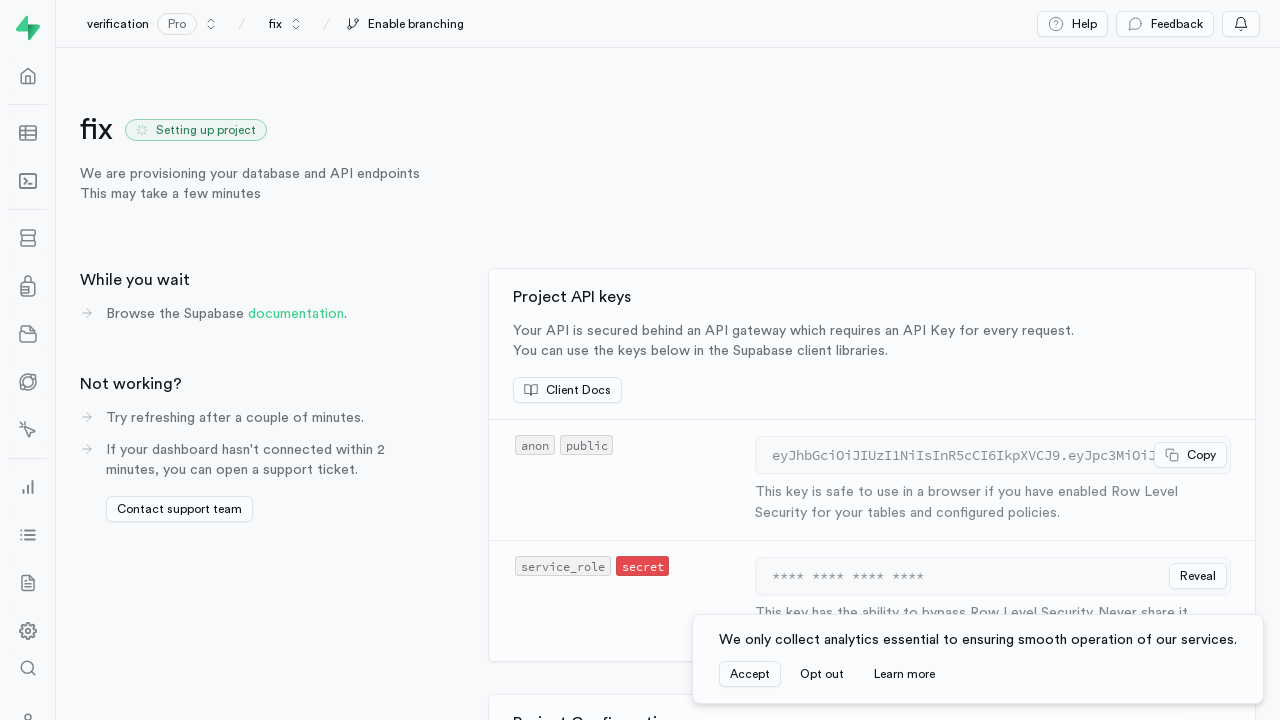 verification Pro / fix / Enable branching
Help Feedback
fix Setting up project
We are provisioning your database and API endpoints
This may take a few minutes
While you wait
Browse the Supabase documentation.
Not working?
Try refreshing after a couple of minutes.
If your dashboard hasn't connected within 2
minutes, you can open a support ticket.
Contact support team
Project API keys
Your API is secured behind an API gateway which requires an API Key for every request.
You can use the keys below in the Supabase client libraries.
Client Docs
anon public
eyJhbGciOiJIUzI1NiIsInR5cCI6IkpXVCJ9.eyJpc3MiOiJ Copy
This key is safe to use in a browser if you have enabled Row Level
Security for your tables and configured policies.
service_role secret
**** **** **** **** Reveal
This key has the ability to bypass Row Level Security. Never share it
We only collect analytics essential to ensuring smooth operation of our services.
Accept Opt out Learn more
Project Configurati